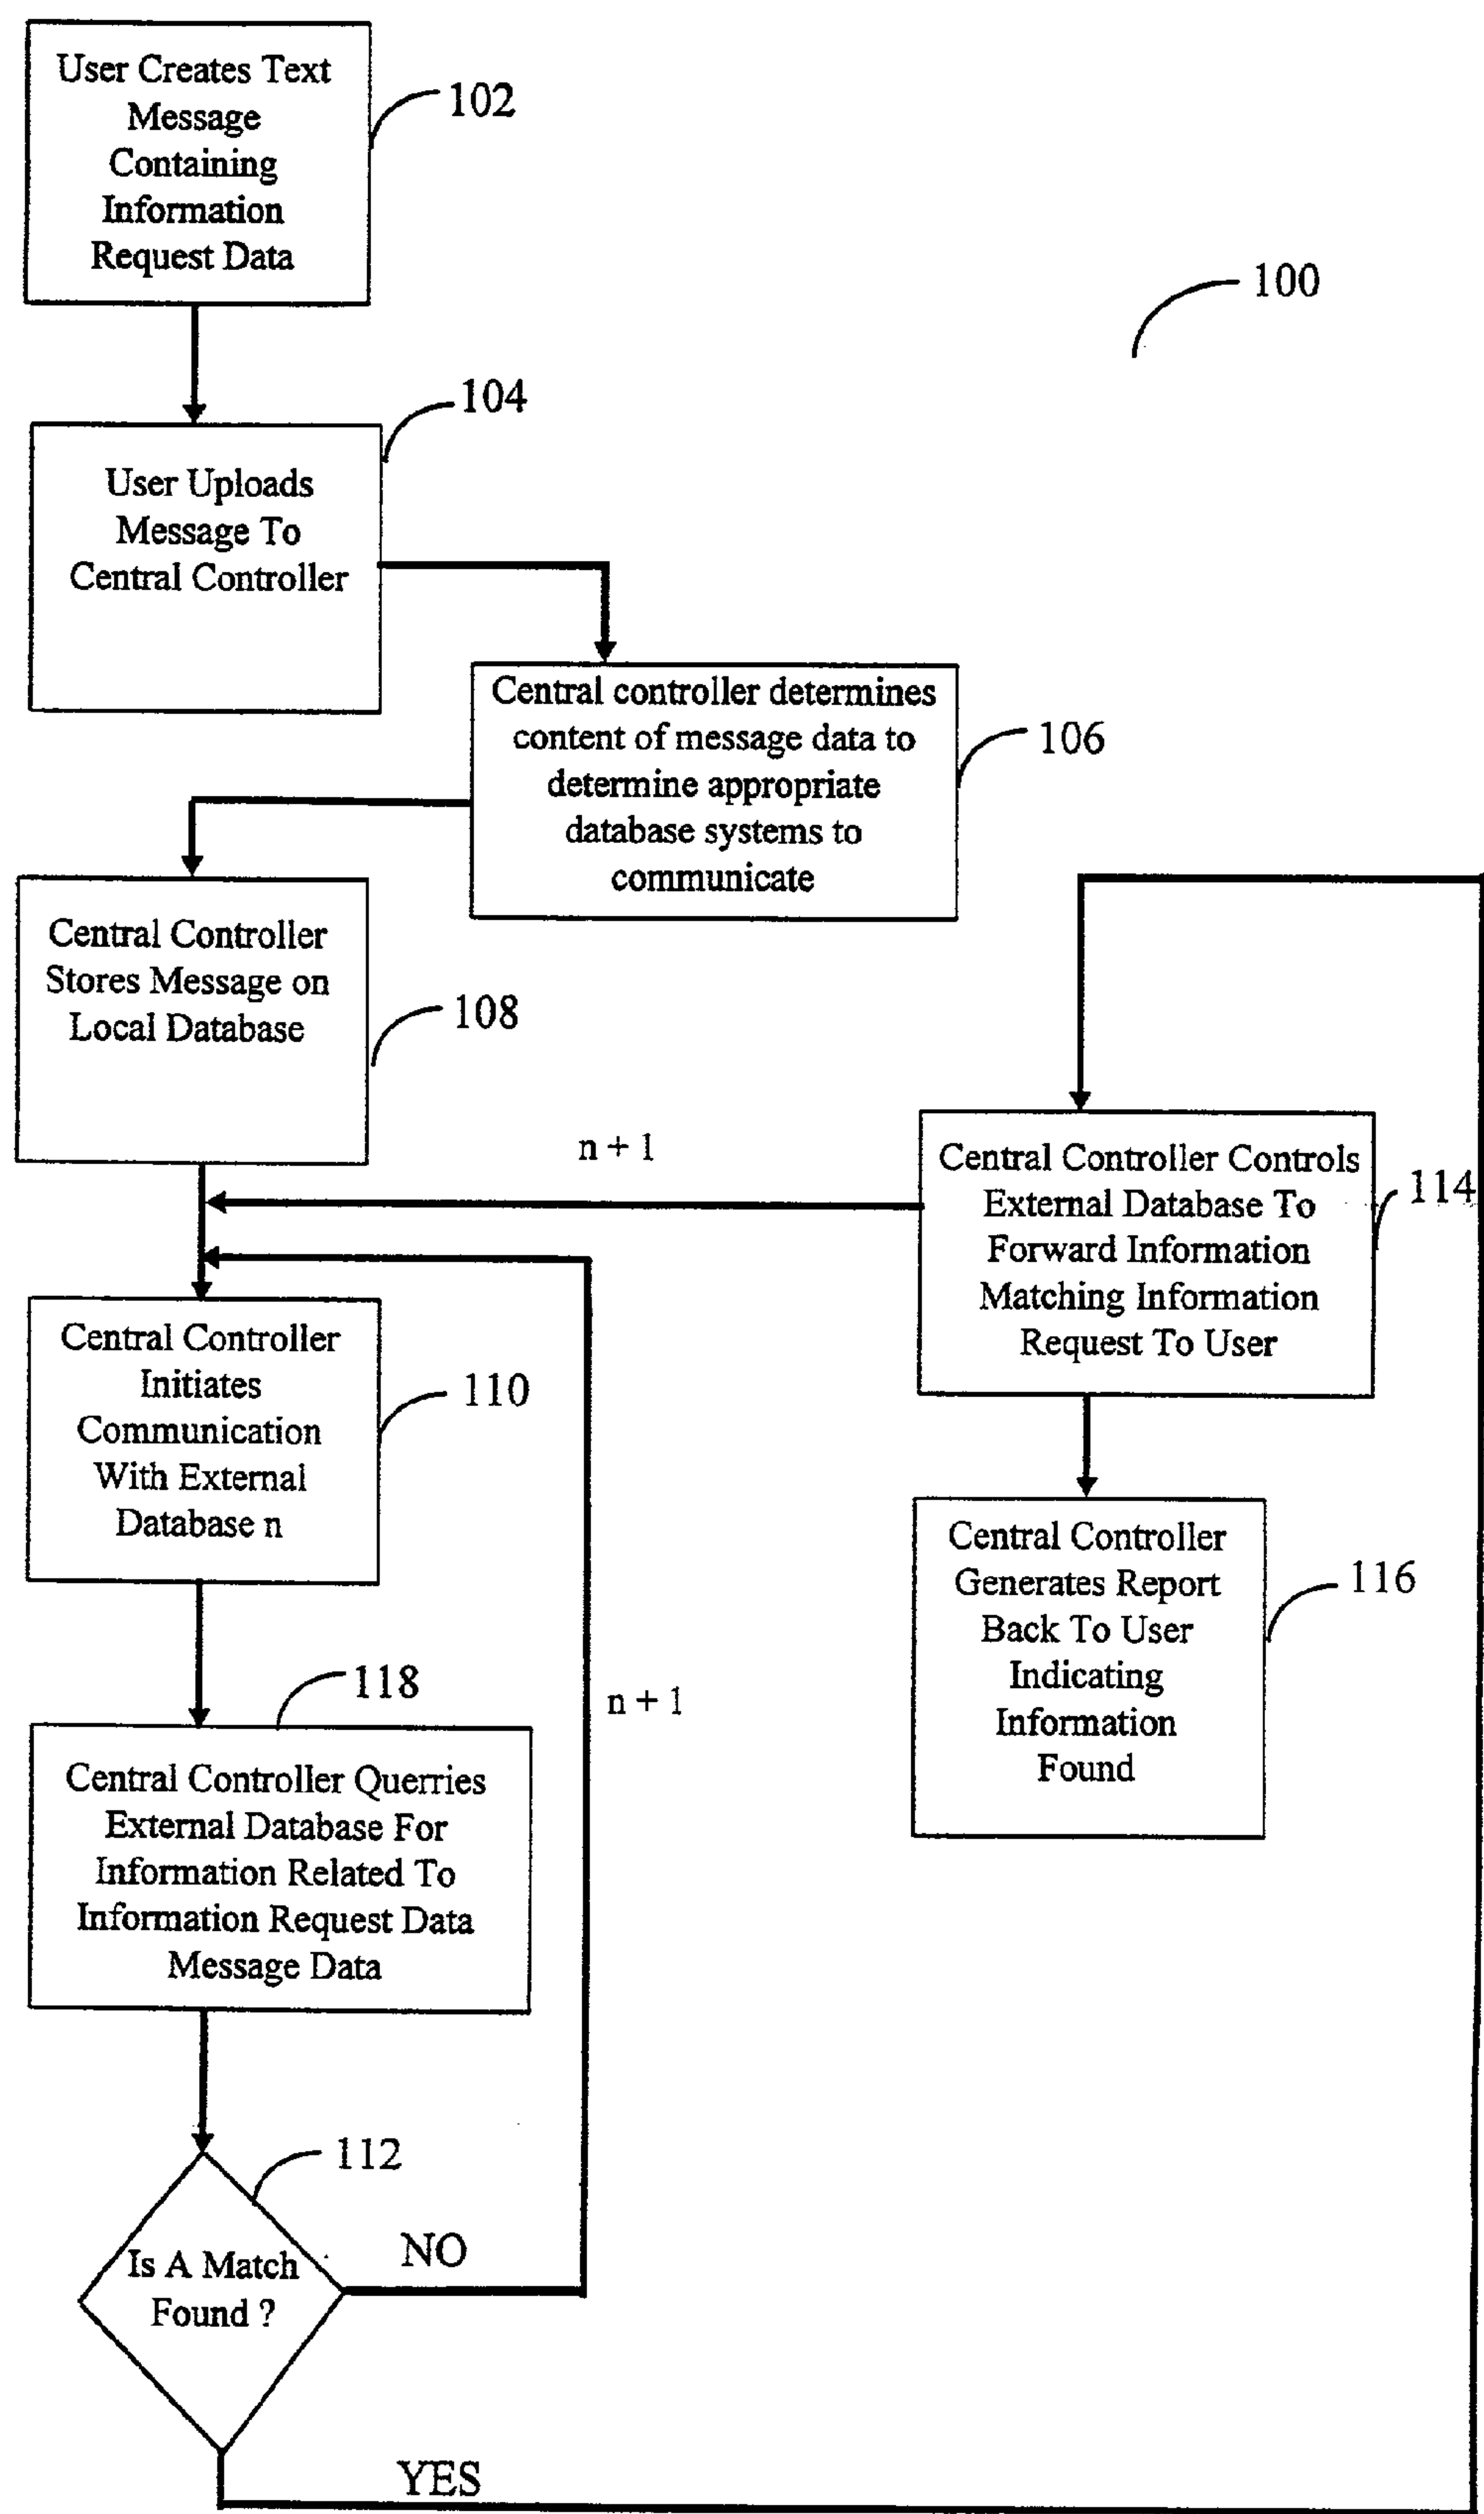 User Creates Text
Message
Containing
Information
Request Data
102
100
104
User Uploads
Message To
Central Controller
Central controller determines
content of message data to
determine appropriate
database systems to
communicate
106
Central Controller
Stores Message on
Local Database
108
n + 1
Central Controller Controls
External Database To
Forward Information
Matching Information
Request To User
114
Central Controller
Initiates
Communication
With External
Database n
110
Central Controller
Generates Report
Back To User
Indicating
Information
Found
116
118
n + 1
Central Controller Querries
External Database For
Information Related To
Information Request Data
Message Data
112
Is A Match
Found ?
NO
YES